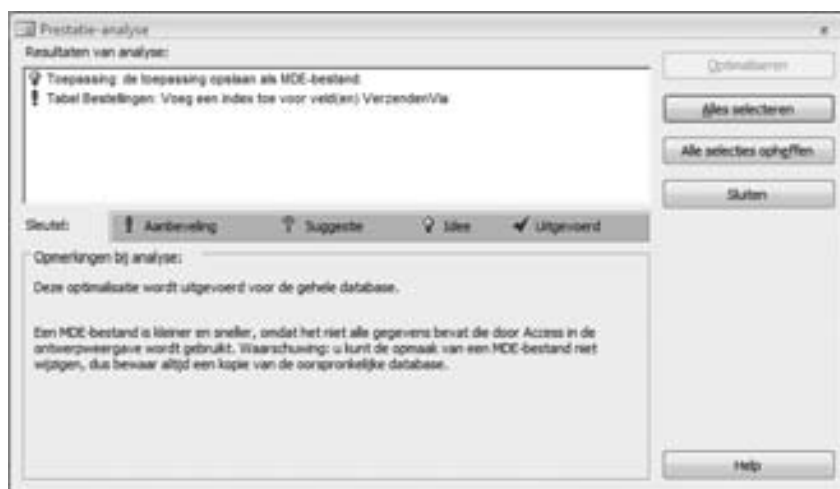 Prestatie-analyse
Resultaten van analyse:
Toepassing: de toepassing opslaan als MDE-bestand
Tabel Bestellingen: Voeg een index toe voor veld(en) VerzendenVia
Optimaliseren
Alles selecteren
Alle selecties opheffen
Sluiten
Sleutel: Aanbeveling Suggestie Idee Uitgevoerd
Opmerkingen bij analyse:
Deze optimalisatie wordt uitgevoerd voor de gehele database.
Een MDE-bestand is kleiner en sneller, omdat het niet alle gegevens bevat die door Access in de
ontwerpweergave wordt gebruikt. Waarschuwing: u kunt de opmaak van een MDE-bestand niet
wijzigen, dus bewaar altijd een kopie van de oorspronkelijke database.
Help